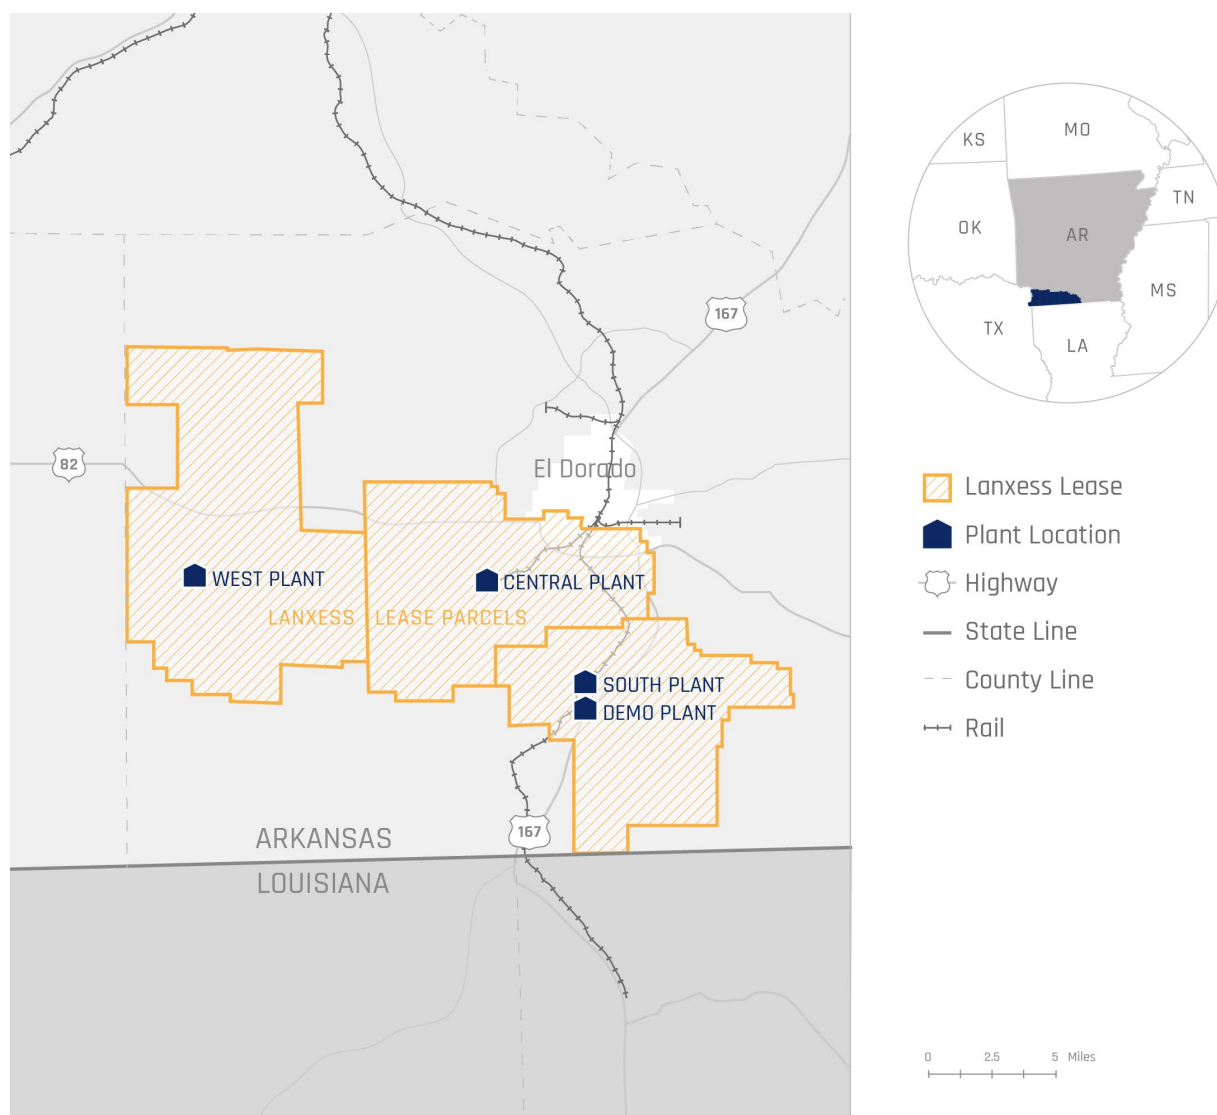 167
82
El Dorado
WEST PLANT
CENTRAL PLANT
LANXESS LEASE PARCELS
SOUTH PLANT
DEMO PLANT
167
ARKANSAS
LOUISIANA
KS
MO
TN
OK
AR
MS
TX
LA
Lanxess Lease
Plant Location
Highway
State Line
County Line
Rail
0 2.5 5 Miles